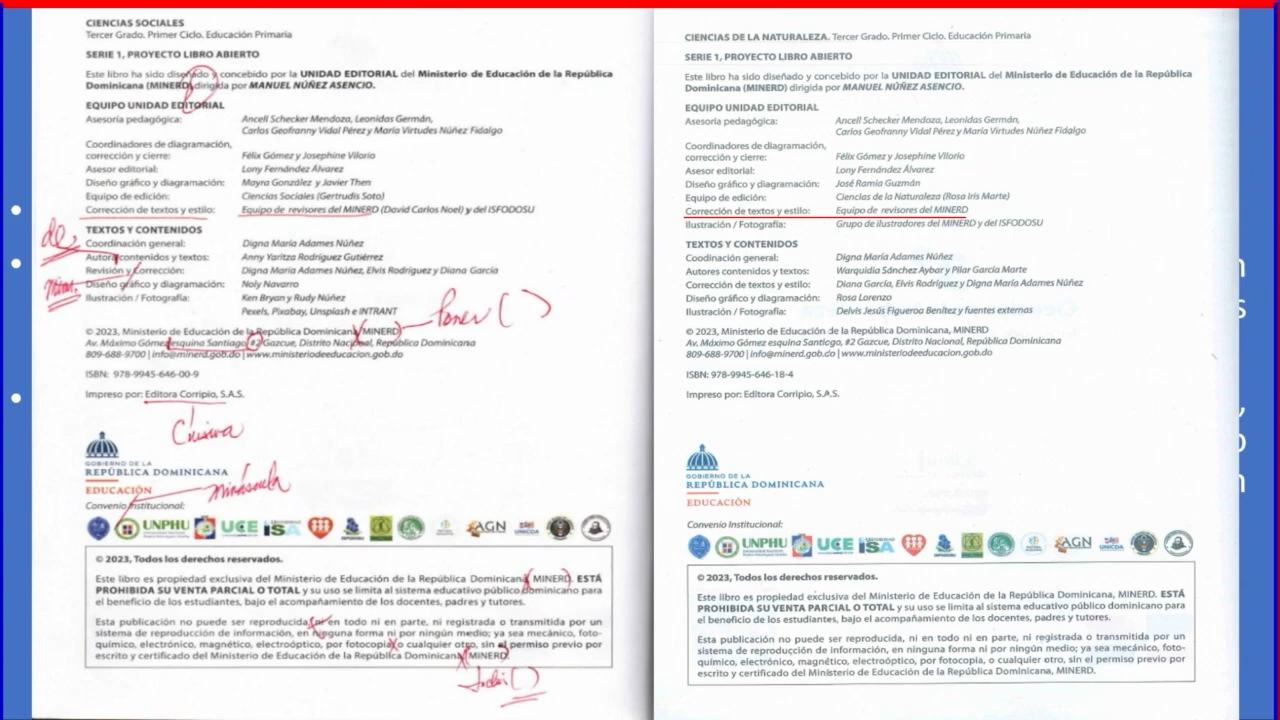 CIENCIAS SOCIALES
Tercer Grado. Primer Ciclo. Educación Primaria
SERIE 1, PROYECTO LIBRO ABIERTO
Este libro ha sido diseñado y concebido por la UNIDAD EDITORIAL del Ministerio de Educación de la República
Dominicana (MINERD) dirigida por MANUEL NÚÑEZ ASENCIO.
EQUIPO UNIDAD EDITORIAL
Asesoría pedagógica: Ancell Schecker Mendoza, Leonidas Germán,
Carlos Geofranny Vidal Pérez y María Virtudes Núñez Fidalgo
Coordinadores de diagramación,
corrección y cierre: Félix Gómez y Josephine Vilorio
Asesor editorial: Lony Fernández Álvarez
Diseño gráfico y diagramación: Mayra González y Javier Then
Equipo de edición: Ciencias Sociales (Gertrudis Soto)
Corrección de textos y estilo: Equipo de revisores del MINERD (David Carlos Noel) y del ISFODOSU
TEXTOS Y CONTENIDOS
de
Coordinación general: Digna María Adames Núñez
Autora contenidos y textos: Anny Yaritza Rodríguez Gutiérrez
Revisión y Corrección: Digna María Adames Núñez, Elvis Rodríguez y Diana García
Diseño gráfico y diagramación: Noly Navarro
Ilustración / Fotografía: Ken Bryan y Rudy Núñez
Pexels, Pixabay, Unsplash e INTRANT
Poner ( )
© 2023, Ministerio de Educación de la República Dominicana, MINERD
Av. Máximo Gómez esquina Santiago #2 Gazcue, Distrito Nacional, República Dominicana
809-688-9700 | info@minerd.gob.do | www.ministeriodeeducacion.gob.do
ISBN: 978-9945-646-00-9
Impreso por: Editora Corripio, S.A.S.
GOBIERNO DE LA
REPÚBLICA DOMINICANA
EDUCACIÓN
minúscula
Convenio Institucional:
UNPHU UCE ISA AGN UNICDA
© 2023, Todos los derechos reservados.
Este libro es propiedad exclusiva del Ministerio de Educación de la República Dominicana, MINERD. ESTÁ
PROHIBIDA SU VENTA PARCIAL O TOTAL y su uso se limita al sistema educativo público dominicano para
el beneficio de los estudiantes, bajo el acompañamiento de los docentes, padres y tutores.
Esta publicación no puede ser reproducida, ni en todo ni en parte, ni registrada o transmitida por un
sistema de reproducción de información, en ninguna forma ni por ningún medio; ya sea mecánico, foto-
químico, electrónico, magnético, electroóptico, por fotocopia, o cualquier otro, sin el permiso previo por
escrito y certificado del Ministerio de Educación de la República Dominicana, MINERD.
CIENCIAS DE LA NATURALEZA. Tercer Grado. Primer Ciclo. Educación Primaria
SERIE 1, PROYECTO LIBRO ABIERTO
Este libro ha sido diseñado y concebido por la UNIDAD EDITORIAL del Ministerio de Educación de la República
Dominicana (MINERD) dirigida por MANUEL NÚÑEZ ASENCIO.
EQUIPO UNIDAD EDITORIAL
Asesoría pedagógica: Ancell Schecker Mendoza, Leonidas Germán,
Carlos Geofranny Vidal Pérez y María Virtudes Núñez Fidalgo
Coordinadores de diagramación,
corrección y cierre: Félix Gómez y Josephine Vilorio
Asesor editorial: Lony Fernández Álvarez
Diseño gráfico y diagramación: José Ramia Guzmán
Equipo de edición: Ciencias de la Naturaleza (Rosa Iris Marte)
Corrección de textos y estilo: Equipo de revisores del MINERD
Ilustración / Fotografía: Grupo de ilustradores del MINERD y del ISFODOSU
TEXTOS Y CONTENIDOS
Coodinación general: Digna María Adames Núñez
Autores contenidos y textos: Warquidia Sánchez Aybar y Pilar García Marte
Corrección de textos y estilo: Diana García, Elvis Rodríguez y Digna María Adames Núñez
Diseño gráfico y diagramación: Rosa Lorenzo
Ilustración / Fotografía: Delvis Jesús Figueroa Benítez y fuentes externas
© 2023, Ministerio de Educación de la República Dominicana, MINERD
Av. Máximo Gómez esquina Santiago, #2 Gazcue, Distrito Nacional, República Dominicana
809-688-9700 | info@minerd.gob.co | www.ministeriodeeducacion.gob.do
ISBN: 978-9945-646-18-4
Impreso por: Editora Corripio, S.A.S.
GOBIERNO DE LA
REPÚBLICA DOMINICANA
EDUCACIÓN
Convenio Institucional:
UNPHU UCE ISA AGN UNICDA
© 2023, Todos los derechos reservados.
Este libro es propiedad exclusiva del Ministerio de Educación de la República Dominicana, MINERD. ESTÁ
PROHIBIDA SU VENTA PARCIAL O TOTAL y su uso se limita al sistema educativo público dominicano para
el beneficio de los estudiantes, bajo el acompañamiento de los docentes, padres y tutores.
Esta publicación no puede ser reproducida, ni en todo ni en parte, ni registrada o transmitida por un
sistema de reproducción de información, en ninguna forma ni por ningún medio; ya sea mecánico, foto-
químico, electrónico, magnético, electroóptico, por fotocopia, o cualquier otro, sin el permiso previo por
escrito y certificado del Ministerio de Educación de la República Dominicana, MINERD.